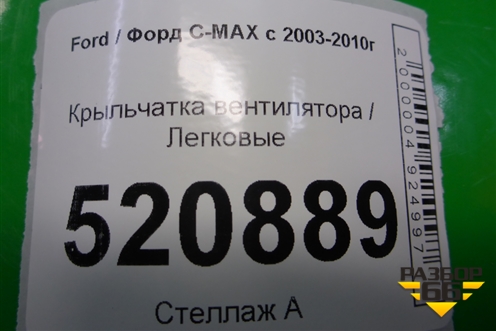 Ford / Форд C-MAX с 2003-2010г
Крыльчатка вентилятора /
Легковые
520889
Стеллаж А
2000004924997
РАЗБОР
66